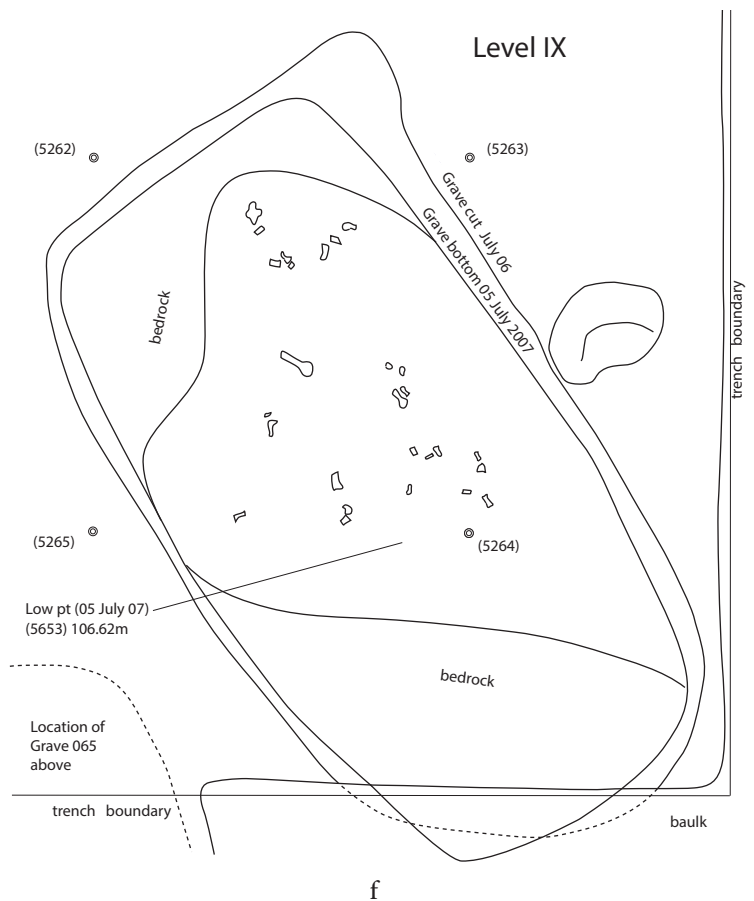 Level IX
(5262)
(5263)
Grave cut July 06
Grave bottom 05 July 2007
bedrock
trench boundary
(5265)
(5264)
Low pt (05 July 07)
(5653) 106.62m
bedrock
Location of
Grave 065
above
trench boundary
baulk
f